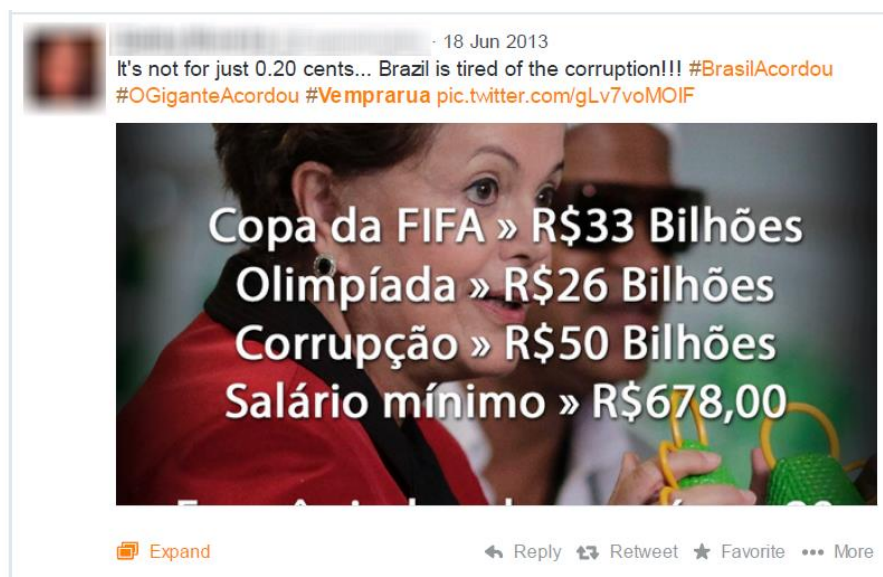 · 18 Jun 2013
It's not for just 0.20 cents... Brazil is tired of the corruption!!! #BrasilAcordou
#OGiganteAcordou #Vemprarua pic.twitter.com/gLv7voMOIF
Copa da FIFA » R$33 Bilhões
Olimpíada » R$26 Bilhões
Corrupção » R$50 Bilhões
Salário mínimo » R$678,00
Expand
Reply Retweet Favorite ••• More